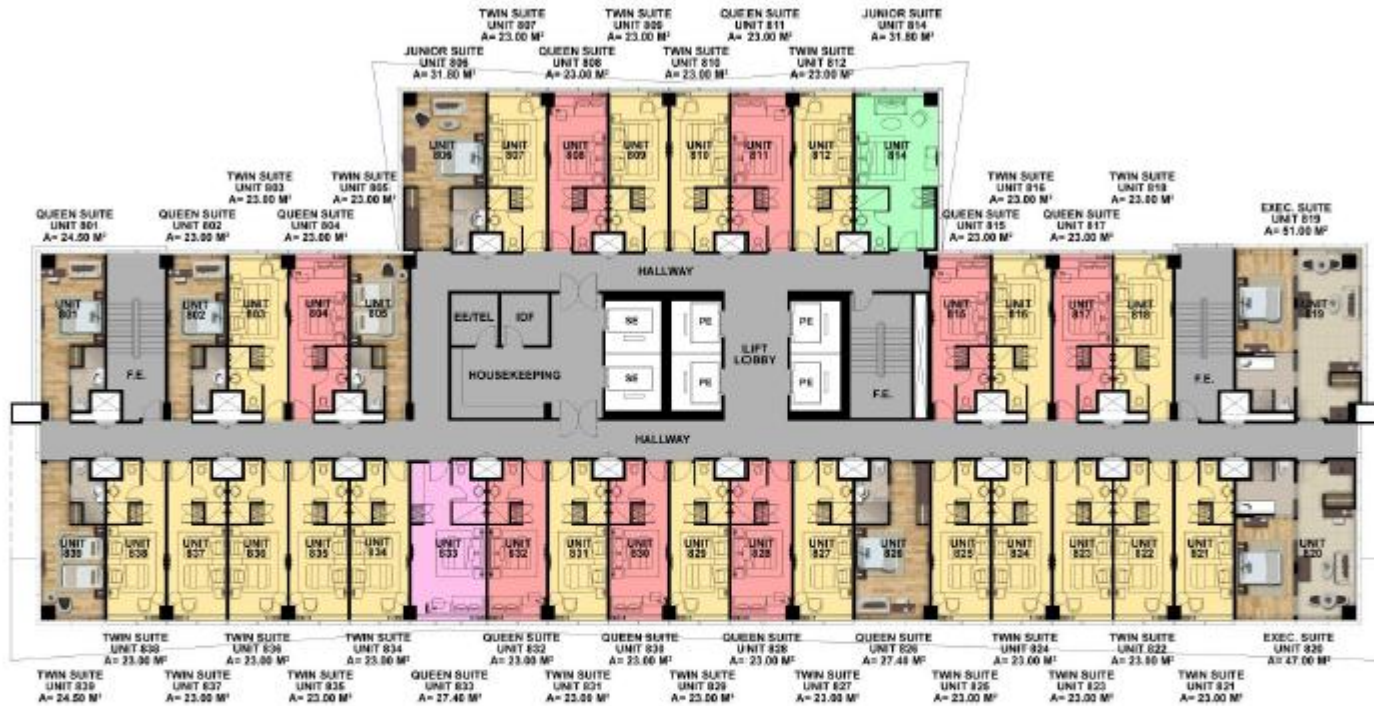 TWIN SUITE
UNIT 807
A= 23.00 M²
TWIN SUITE
UNIT 809
A= 23.00 M²
QUEEN SUITE
UNIT 811
A= 23.00 M²
JUNIOR SUITE
UNIT 814
A= 31.80 M²
JUNIOR SUITE
UNIT 806
A= 31.80 M²
QUEEN SUITE
UNIT 808
A= 23.00 M²
TWIN SUITE
UNIT 810
A= 23.00 M²
TWIN SUITE
UNIT 812
A= 23.00 M²
UNIT
806
UNIT
807
UNIT
808
UNIT
809
UNIT
810
UNIT
811
UNIT
812
UNIT
814
TWIN SUITE
UNIT 803
A= 23.00 M²
TWIN SUITE
UNIT 805
A= 23.00 M²
TWIN SUITE
UNIT 816
A= 23.00 M²
TWIN SUITE
UNIT 818
A= 23.00 M²
QUEEN SUITE
UNIT 801
A= 24.50 M²
QUEEN SUITE
UNIT 802
A= 23.00 M²
QUEEN SUITE
UNIT 804
A= 23.00 M²
QUEEN SUITE
UNIT 815
A= 23.00 M²
QUEEN SUITE
UNIT 817
A= 23.00 M²
EXEC. SUITE
UNIT 819
A= 51.00 M²
HALLWAY
UNIT
801
UNIT
802
UNIT
803
UNIT
804
UNIT
805
EE/TEL
IDF
HOUSEKEEPING
SE
SE
PE
PE
LIFT
LOBBY
PE
PE
F.E.
F.E.
UNIT
815
UNIT
816
UNIT
817
UNIT
818
F.E.
UNIT
819
HALLWAY
UNIT
839
UNIT
838
UNIT
837
UNIT
836
UNIT
835
UNIT
834
UNIT
833
UNIT
832
UNIT
831
UNIT
830
UNIT
829
UNIT
828
UNIT
827
UNIT
826
UNIT
825
UNIT
824
UNIT
823
UNIT
822
UNIT
821
UNIT
820
TWIN SUITE
UNIT 838
A= 23.00 M²
TWIN SUITE
UNIT 836
A= 23.00 M²
TWIN SUITE
UNIT 834
A= 23.00 M²
QUEEN SUITE
UNIT 832
A= 23.00 M²
QUEEN SUITE
UNIT 830
A= 23.00 M²
QUEEN SUITE
UNIT 828
A= 23.00 M²
QUEEN SUITE
UNIT 826
A= 27.40 M²
TWIN SUITE
UNIT 824
A= 23.00 M²
TWIN SUITE
UNIT 822
A= 23.00 M²
EXEC. SUITE
UNIT 820
A= 47.00 M²
TWIN SUITE
UNIT 839
A= 24.50 M²
TWIN SUITE
UNIT 837
A= 23.00 M²
TWIN SUITE
UNIT 835
A= 23.00 M²
QUEEN SUITE
UNIT 833
A= 27.40 M²
TWIN SUITE
UNIT 831
A= 23.00 M²
TWIN SUITE
UNIT 829
A= 23.00 M²
TWIN SUITE
UNIT 827
A= 23.00 M²
TWIN SUITE
UNIT 825
A= 23.00 M²
TWIN SUITE
UNIT 823
A= 23.00 M²
TWIN SUITE
UNIT 821
A= 23.00 M²